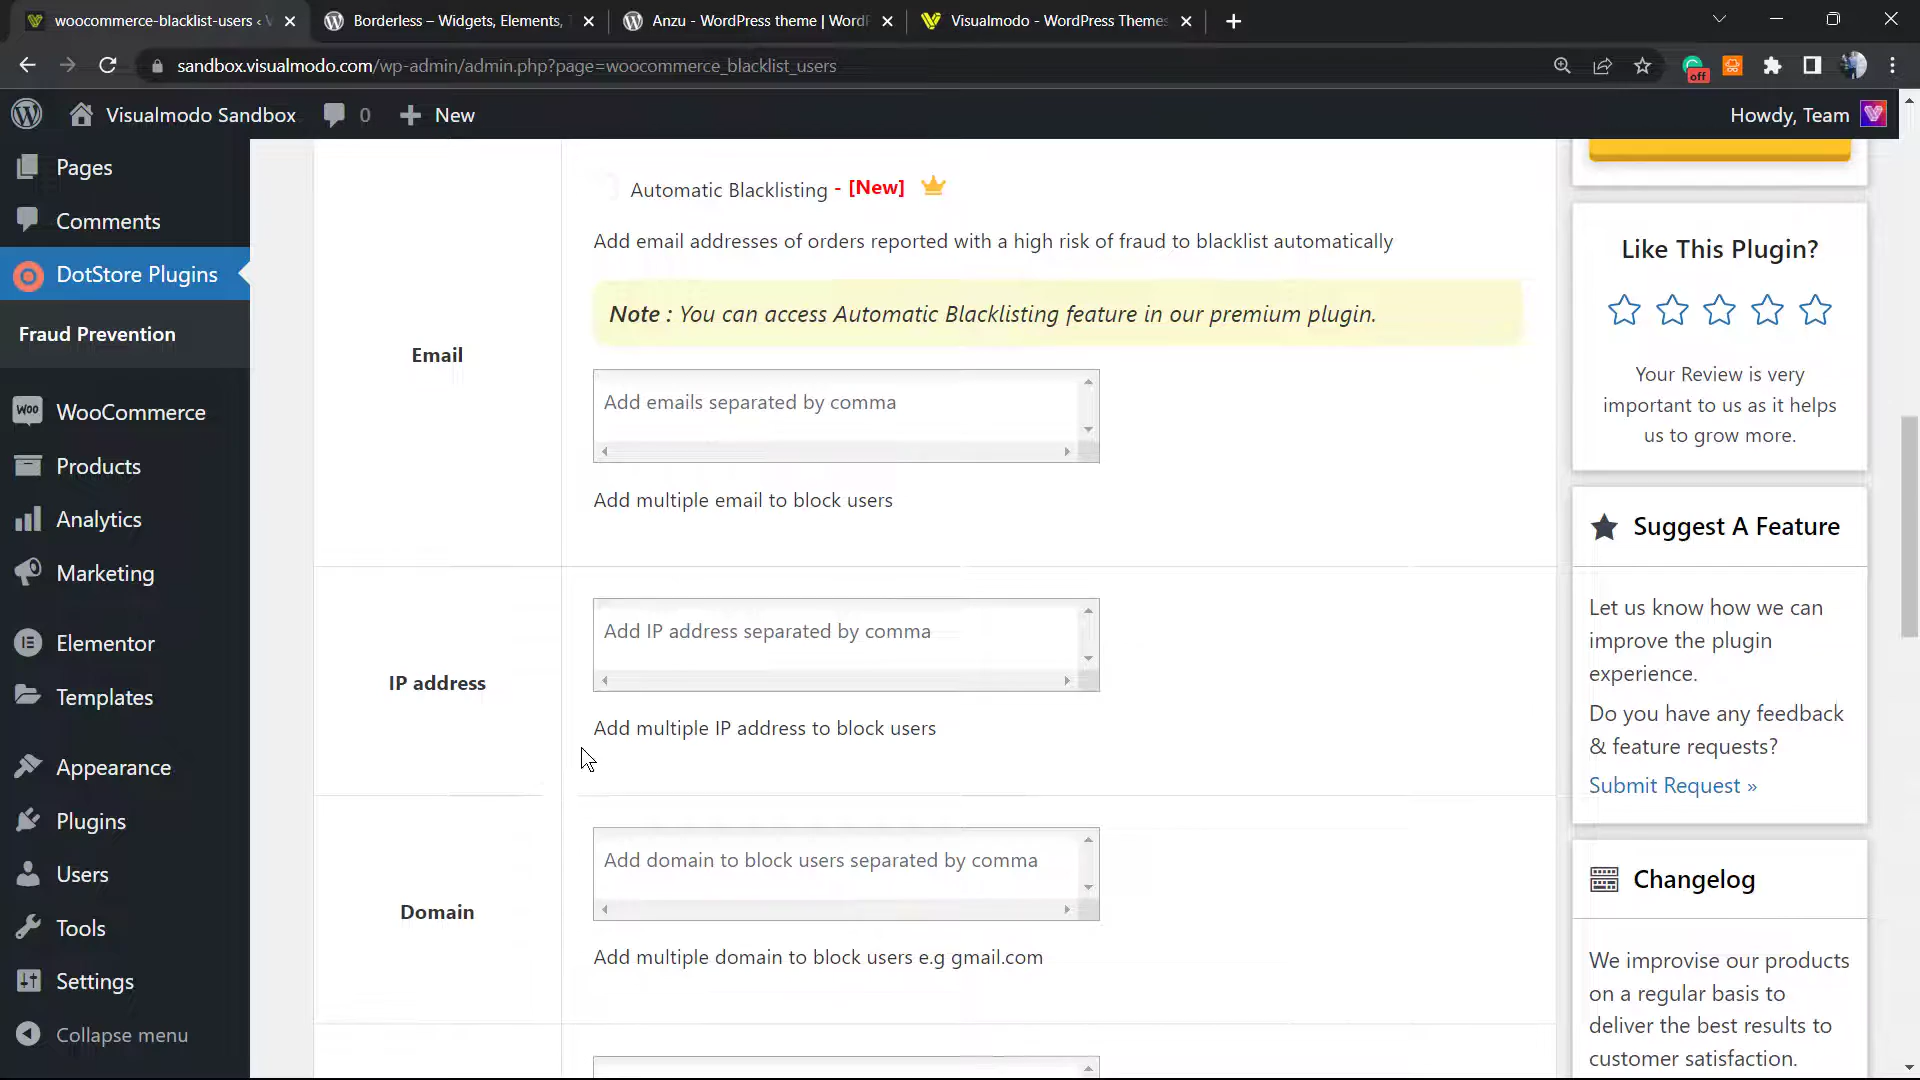 woocommerce-blacklist-users ‹
Borderless – Widgets, Elements,
Anzu - WordPress theme | WordP
Visualmodo - WordPress Themes
sandbox.visualmodo.com/wp-admin/admin.php?page=woocommerce_blacklist_users
off
Visualmodo Sandbox
0
New
Howdy, Team
Pages
Comments
DotStore Plugins
Fraud Prevention
WooCommerce
Products
Analytics
Marketing
Elementor
Templates
Appearance
Plugins
Users
Tools
Settings
Collapse menu
Automatic Blacklisting - [New]
Add email addresses of orders reported with a high risk of fraud to blacklist automatically
Note : You can access Automatic Blacklisting feature in our premium plugin.
Email
Add emails separated by comma
Add multiple email to block users
IP address
Add IP address separated by comma
Add multiple IP address to block users
Domain
Add domain to block users separated by comma
Add multiple domain to block users e.g gmail.com
Like This Plugin?
Your Review is very
important to us as it helps
us to grow more.
Suggest A Feature
Let us know how we can
improve the plugin
experience.
Do you have any feedback
& feature requests?
Submit Request »
Changelog
We improvise our products
on a regular basis to
deliver the best results to
customer satisfaction.